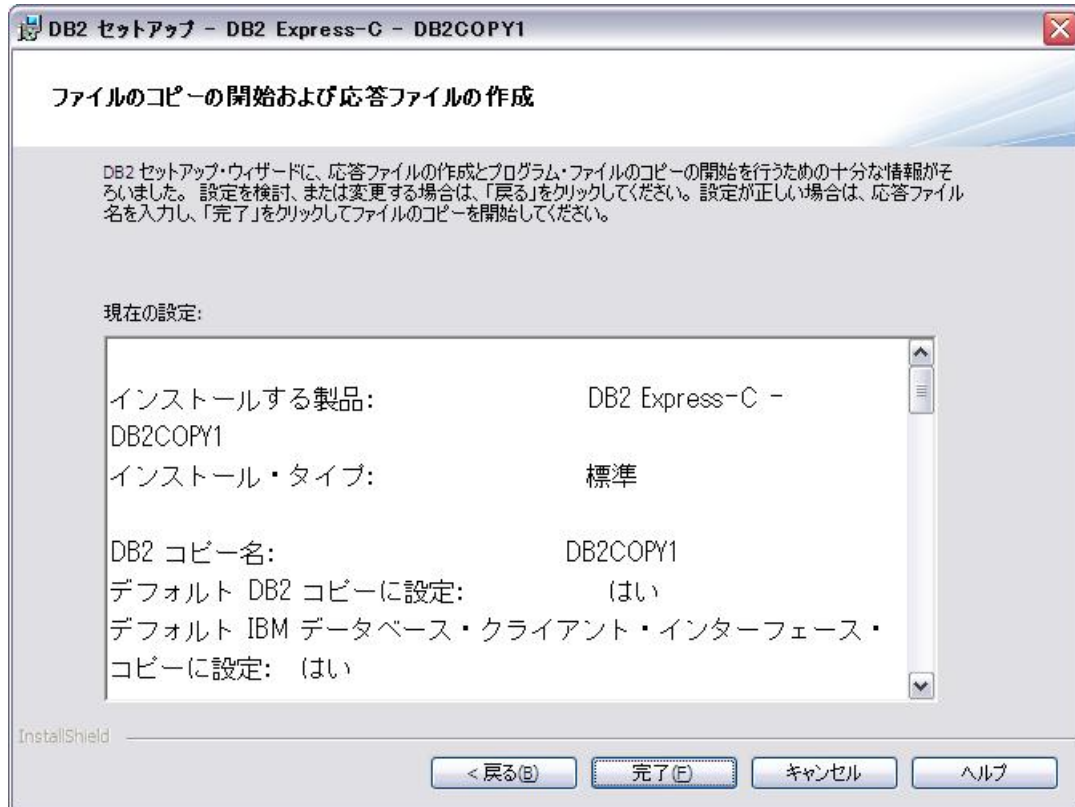 DB2 セットアップ - DB2 Express-C - DB2COPY1
ファイルのコピーの開始および応答ファイルの作成
DB2 セットアップ・ウィザードに、応答ファイルの作成とプログラム・ファイルのコピーの開始を行うための十分な情報がそ
ろいました。 設定を検討、または変更する場合は、「戻る」をクリックしてください。設定が正しい場合は、応答ファイル
名を入力し、「完了」をクリックしてファイルのコピーを開始してください。
現在の設定:
インストールする製品: DB2 Express-C -
DB2COPY1
インストール・タイプ: 標準
DB2 コピー名: DB2COPY1
デフォルト DB2 コピーに設定: はい
デフォルト IBM データベース・クライアント・インターフェース・
コピーに設定: はい
InstallShield
< 戻る(B) 完了(F) キャンセル ヘルプ